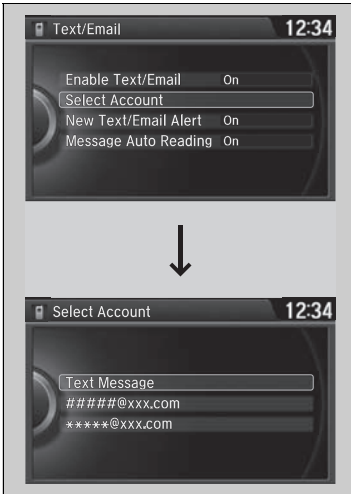 Text/Email 12:34
Enable Text/Email On
Select Account
New Text/Email Alert On
Message Auto Reading On
Select Account 12:34
Text Message
#####@xxx.com
*****@xxx.com